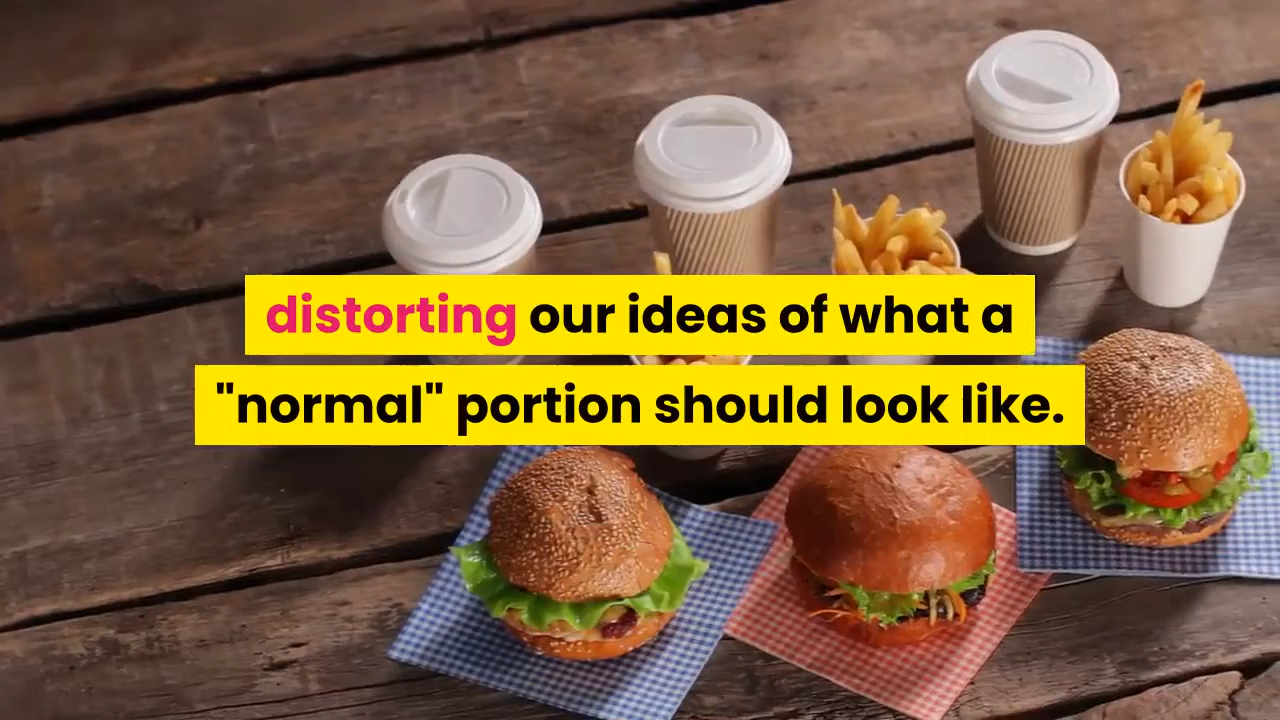 distorting our ideas of what a
"normal" portion should look like.